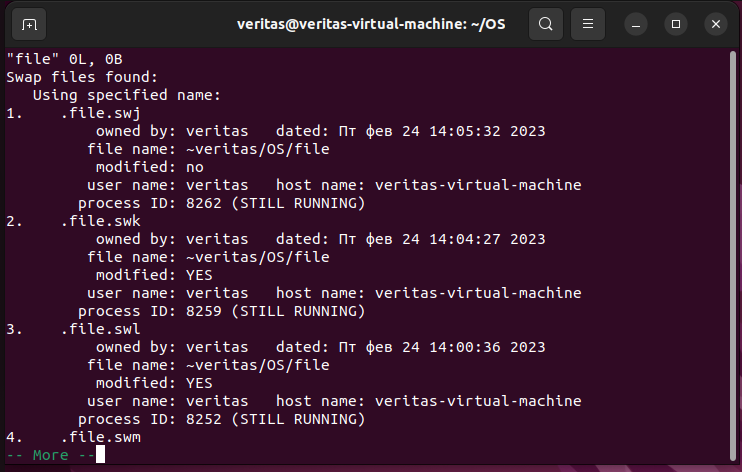 veritas@veritas-virtual-machine: ~/OS
"file" 0L, 0B
Swap files found:
   Using specified name:
1.    .file.swj
          owned by: veritas   dated: Пт фев 24 14:05:32 2023
         file name: ~veritas/OS/file
          modified: no
         user name: veritas   host name: veritas-virtual-machine
        process ID: 8262 (STILL RUNNING)
2.    .file.swk
          owned by: veritas   dated: Пт фев 24 14:04:27 2023
         file name: ~veritas/OS/file
          modified: YES
         user name: veritas   host name: veritas-virtual-machine
        process ID: 8259 (STILL RUNNING)
3.    .file.swl
          owned by: veritas   dated: Пт фев 24 14:00:36 2023
         file name: ~veritas/OS/file
          modified: YES
         user name: veritas   host name: veritas-virtual-machine
        process ID: 8252 (STILL RUNNING)
4.    .file.swm
-- More --